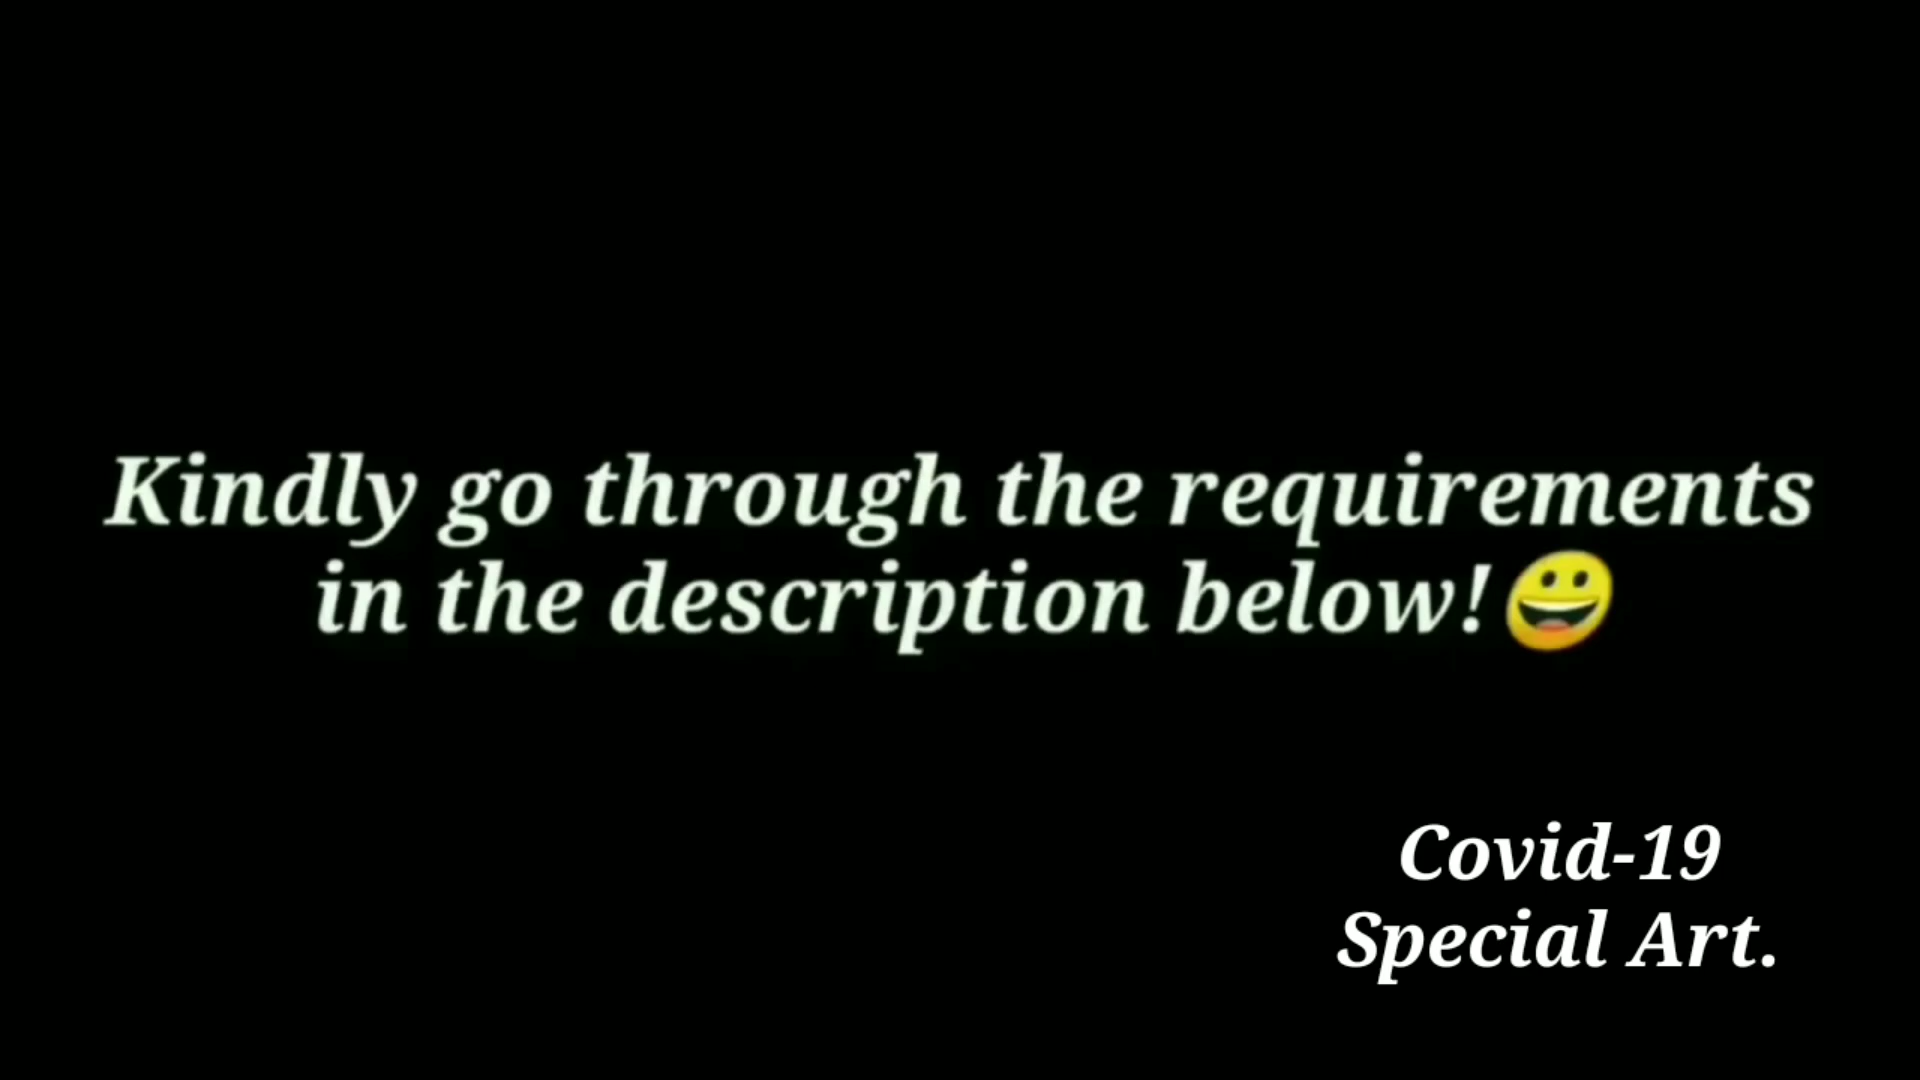 Kindly go through the requirements
in the description below!😀
Covid-19
Special Art.